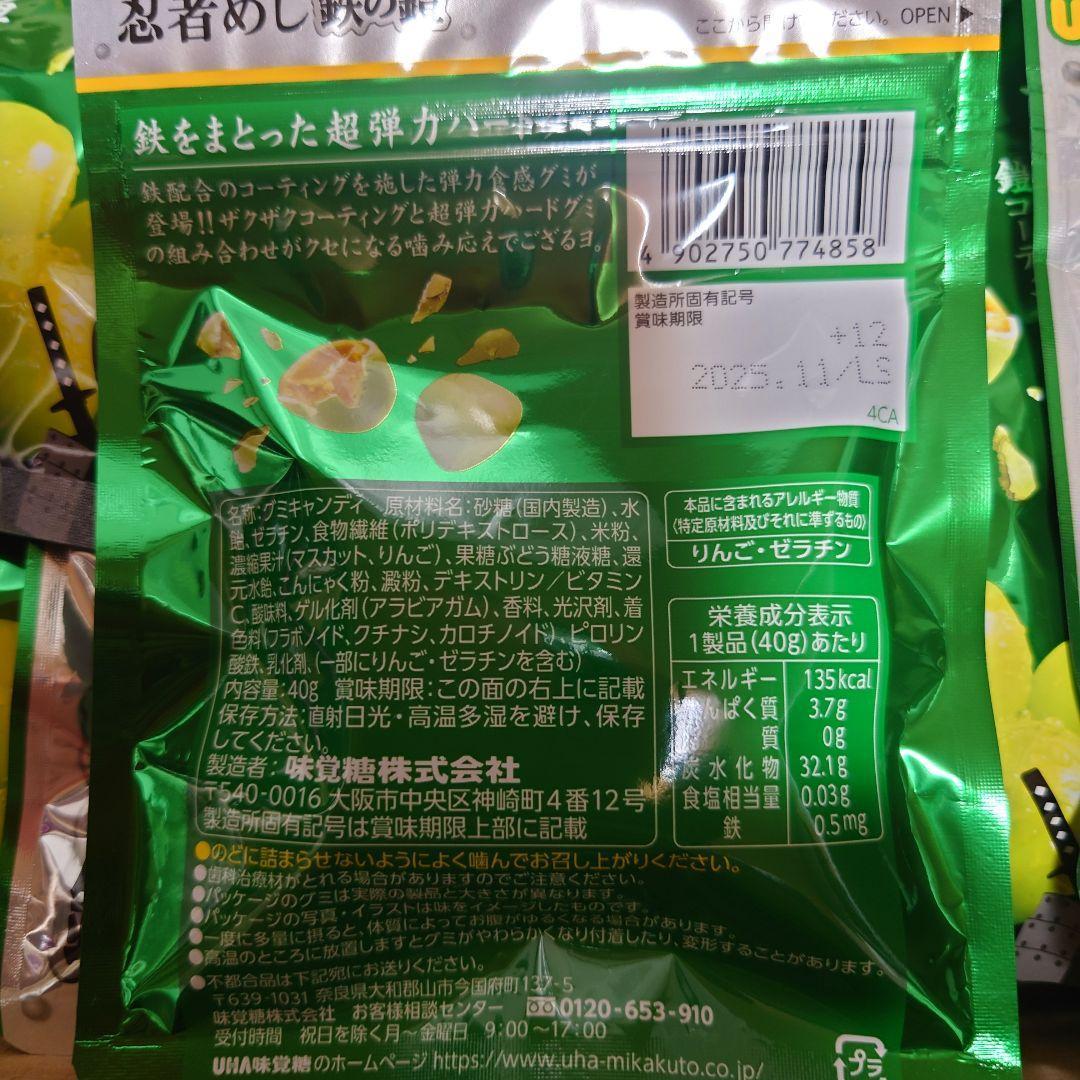 忍者めし鉄の鎧
ここから開けください。OPEN▶
鉄をまとった超弾力ハード
鉄配合のコーティングを施した弾力食感グミが
登場!!ザクザクコーティングと超弾力ハードグミ
の組み合わせがクセになる噛み応えでござるヨ。
4 902750 774858
製造所固有記号
賞味期限
+12
2025.11/L3
4CA
名称:グミキャンディ 原材料名:砂糖(国内製造)、水
飴、ゼラチン、食物繊維(ポリデキストロース)、米粉、
濃縮果汁(マスカット、りんご)、果糖ぶどう糖液糖、還
元水飴、こんにゃく粉、澱粉、デキストリン/ビタミン
C、酸味料、ゲル化剤(アラビアガム)、香料、光沢剤、着
色料(フラボノイド、クチナシ、カロチノイド)、ピロリン
酸鉄、乳化剤、(一部にりんご・ゼラチンを含む)
内容量:40g 賞味期限:この面の右上に記載
保存方法:直射日光・高温多湿を避け、保存
してください。
製造者:味覚糖株式会社
〒540-0016 大阪市中央区神崎町4番12号
製造所固有記号は賞味期限上部に記載
本品に含まれるアレルギー物質
(特定原材料及びそれに準ずるもの)
りんご・ゼラチン
栄養成分表示
1製品(40g)あたり
エネルギー 135kcal
んぱく質 3.7g
質 0g
炭水化物 32.1g
食塩相当量 0.03g
鉄 0.5mg
●のどに詰まらせないようによく噛んでお召し上がりください。
●歯科治療材がとれる場合がありますのでご注意ください。
●パッケージのグミは実際の製品と大きさが異なります。
●パッケージの写真・イラストは味をイメージしたものです。
●一度に多量に摂ると、体質によってお腹がゆるくなる場合があります。
●高温のところに放置しますとグミがやわらかくなり付着したり、変形することがあります。
●不都合品は下記宛にお送りください。
〒639-1031 奈良県大和郡山市今国府町137-5
味覚糖株式会社 お客様相談センター 0120-653-910
受付時間 祝日を除く月~金曜日 9:00~17:00
UHA味覚糖のホームページ https://www.uha-mikakuto.co.jp/
プラ